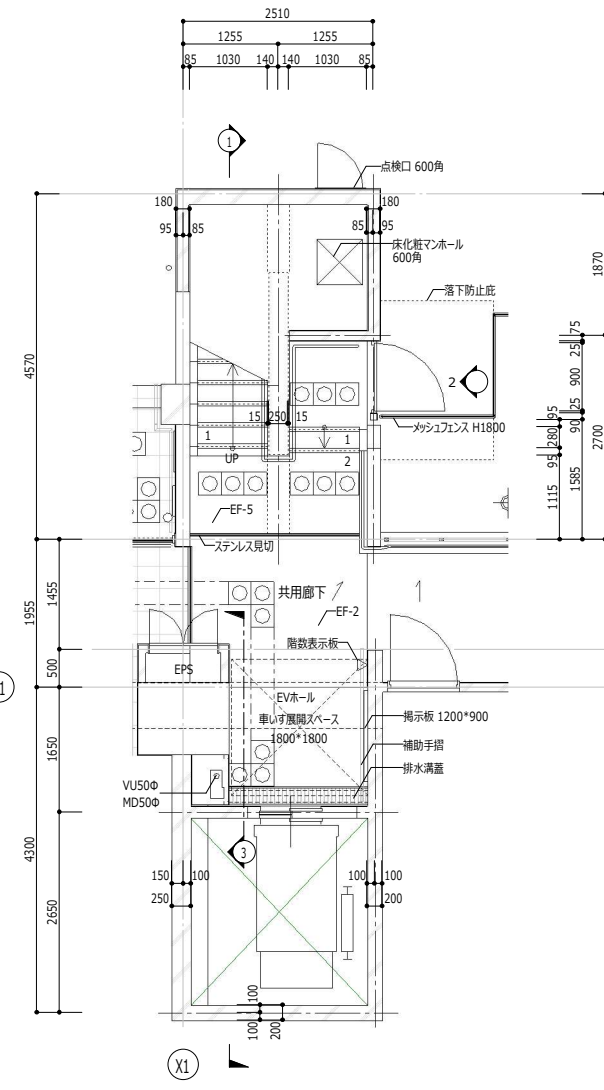 2510
1255 1255
85 1030 140 140 1030 85
1
点検口 600角
180 180
95 85 85 95
床化粧マンホール
600角
落下防止庇
1870
75
25
900
25
90
1585
2700
95
280
95
1115
4570
2
メッシュフェンス H1800
15 250 15
1 1
UP 2
EF-5
ステンレス見切
1955
1455
500
共用廊下
EF-2
階数表示板
EPS
EVホール
車いす展開スペース
1800*1800
掲示板 1200*900
補助手摺
排水溝蓋
1
1650
VU50Φ
MD50Φ
4300
2650
3
150 100 100 100
250 200
100
100 200
X1